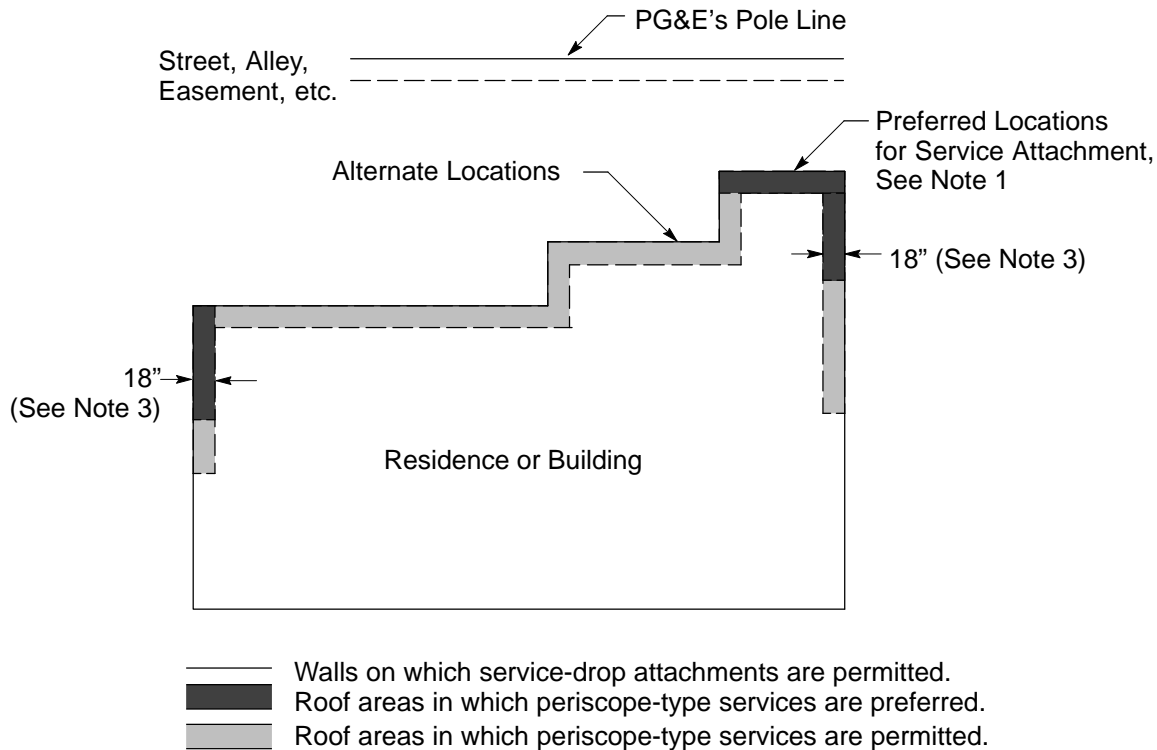 PG&E's Pole Line
Street, Alley,
Easement, etc.
Preferred Locations
for Service Attachment,
See Note 1
Alternate Locations
18” (See Note 3)
18”
(See Note 3)
Residence or Building
Walls on which service-drop attachments are permitted.
Roof areas in which periscope-type services are preferred.
Roof areas in which periscope-type services are permitted.